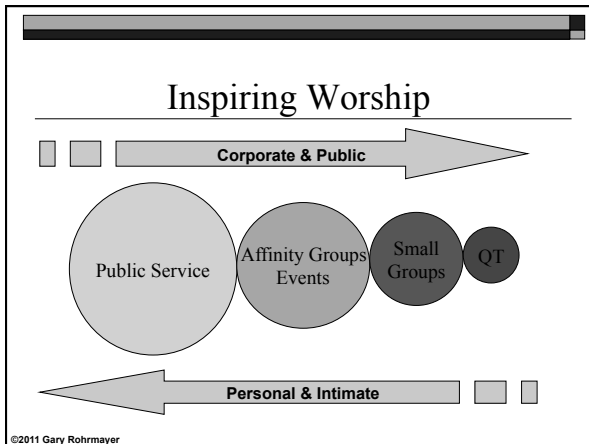 Inspiring Worship
Corporate & Public
Public Service
Affinity Groups
Events
Small
Groups
QT
Personal & Intimate
©2011 Gary Rohrmayer